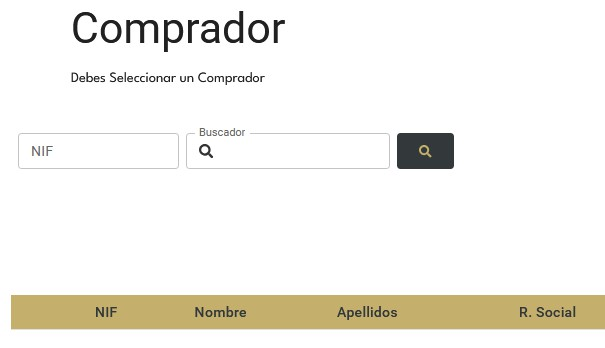 Comprador
Debes Seleccionar un Comprador
Buscador
NIF
NIF Nombre Apellidos R. Social